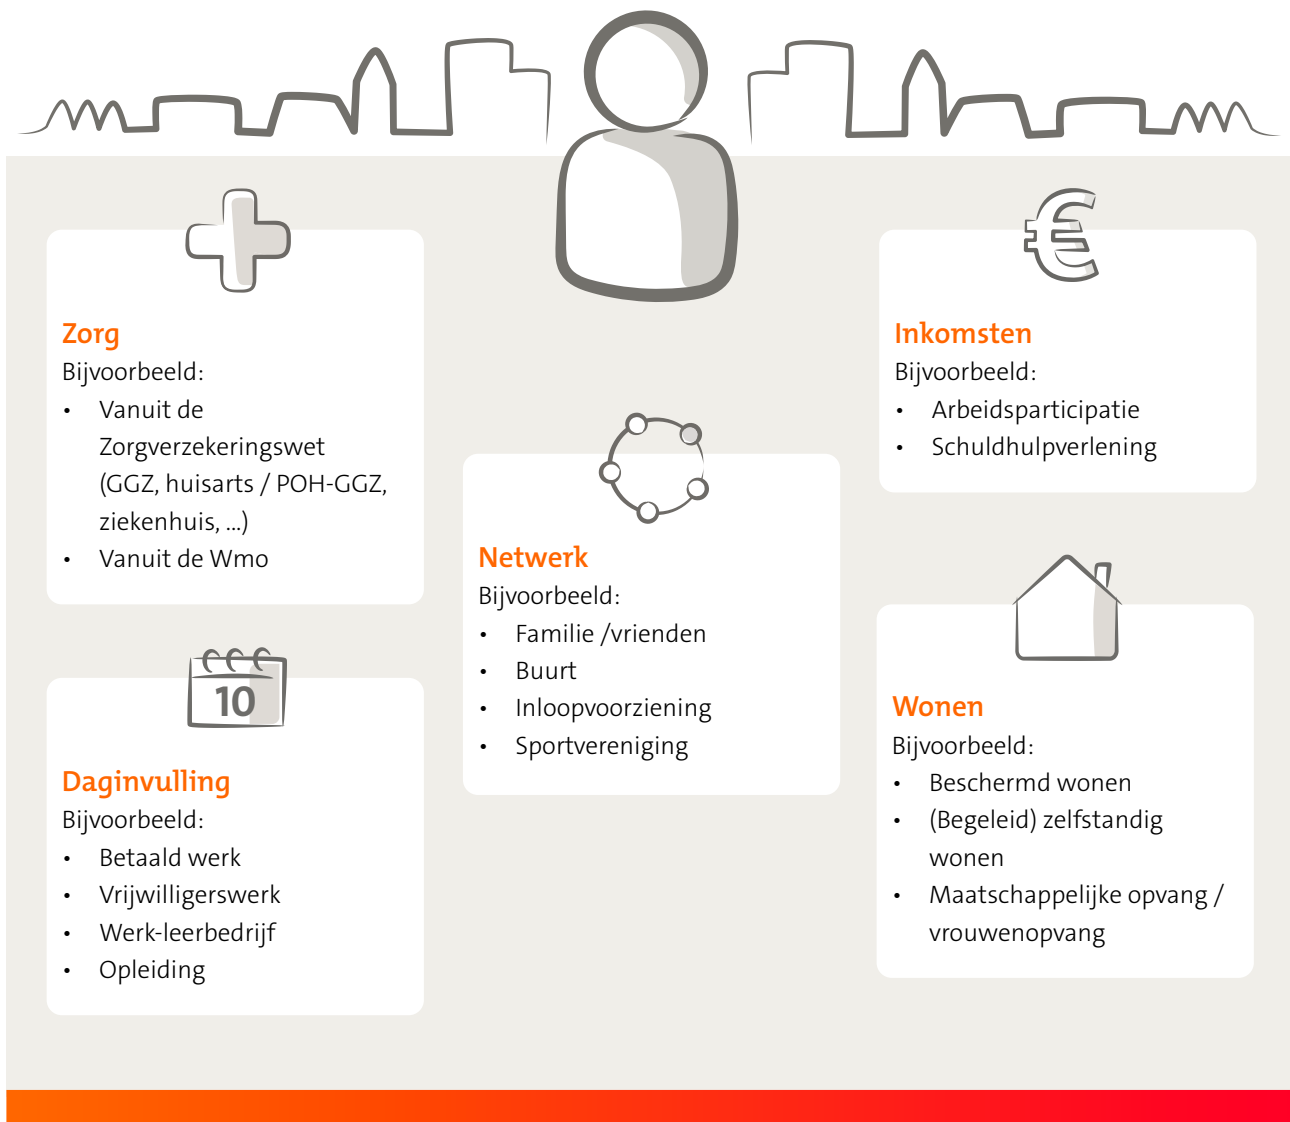 Zorg
Bijvoorbeeld:
• Vanuit de
Zorgverzekeringswet
(GGZ, huisarts / POH-GGZ,
ziekenhuis, ...)
• Vanuit de Wmo
10
Daginvulling
Bijvoorbeeld:
• Betaald werk
• Vrijwilligerswerk
• Werk-leerbedrijf
• Opleiding
Netwerk
Bijvoorbeeld:
• Familie /vrienden
• Buurt
• Inloopvoorziening
• Sportvereniging
€
Inkomsten
Bijvoorbeeld:
• Arbeidsparticipatie
• Schuldhulpverlening
Wonen
Bijvoorbeeld:
• Beschermd wonen
• (Begeleid) zelfstandig
wonen
• Maatschappelijke opvang /
vrouwenopvang